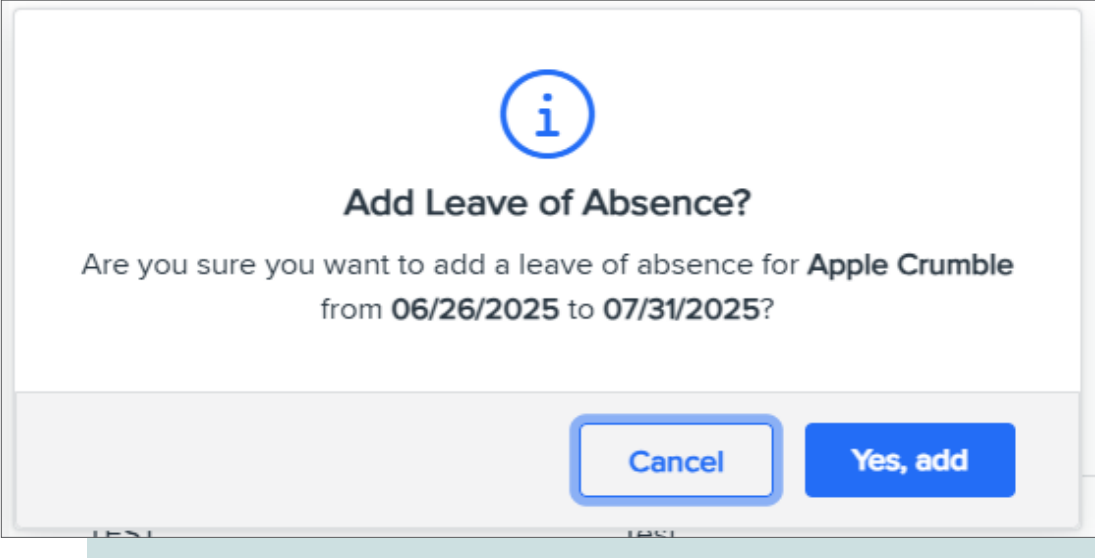 Add Leave of Absence?
Are you sure you want to add a leave of absence for Apple Crumble
from 06/26/2025 to 07/31/2025?
Cancel
Yes, add